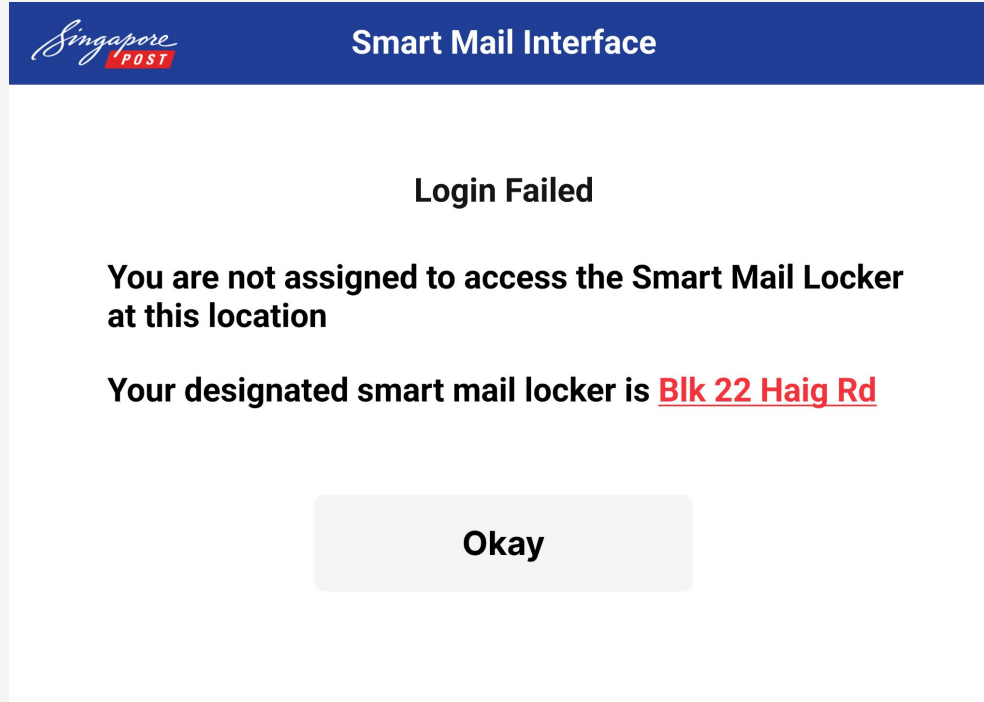 Singapore
POST
Smart Mail Interface
Login Failed
You are not assigned to access the Smart Mail Locker
at this location
Your designated smart mail locker is Blk 22 Haig Rd
Okay